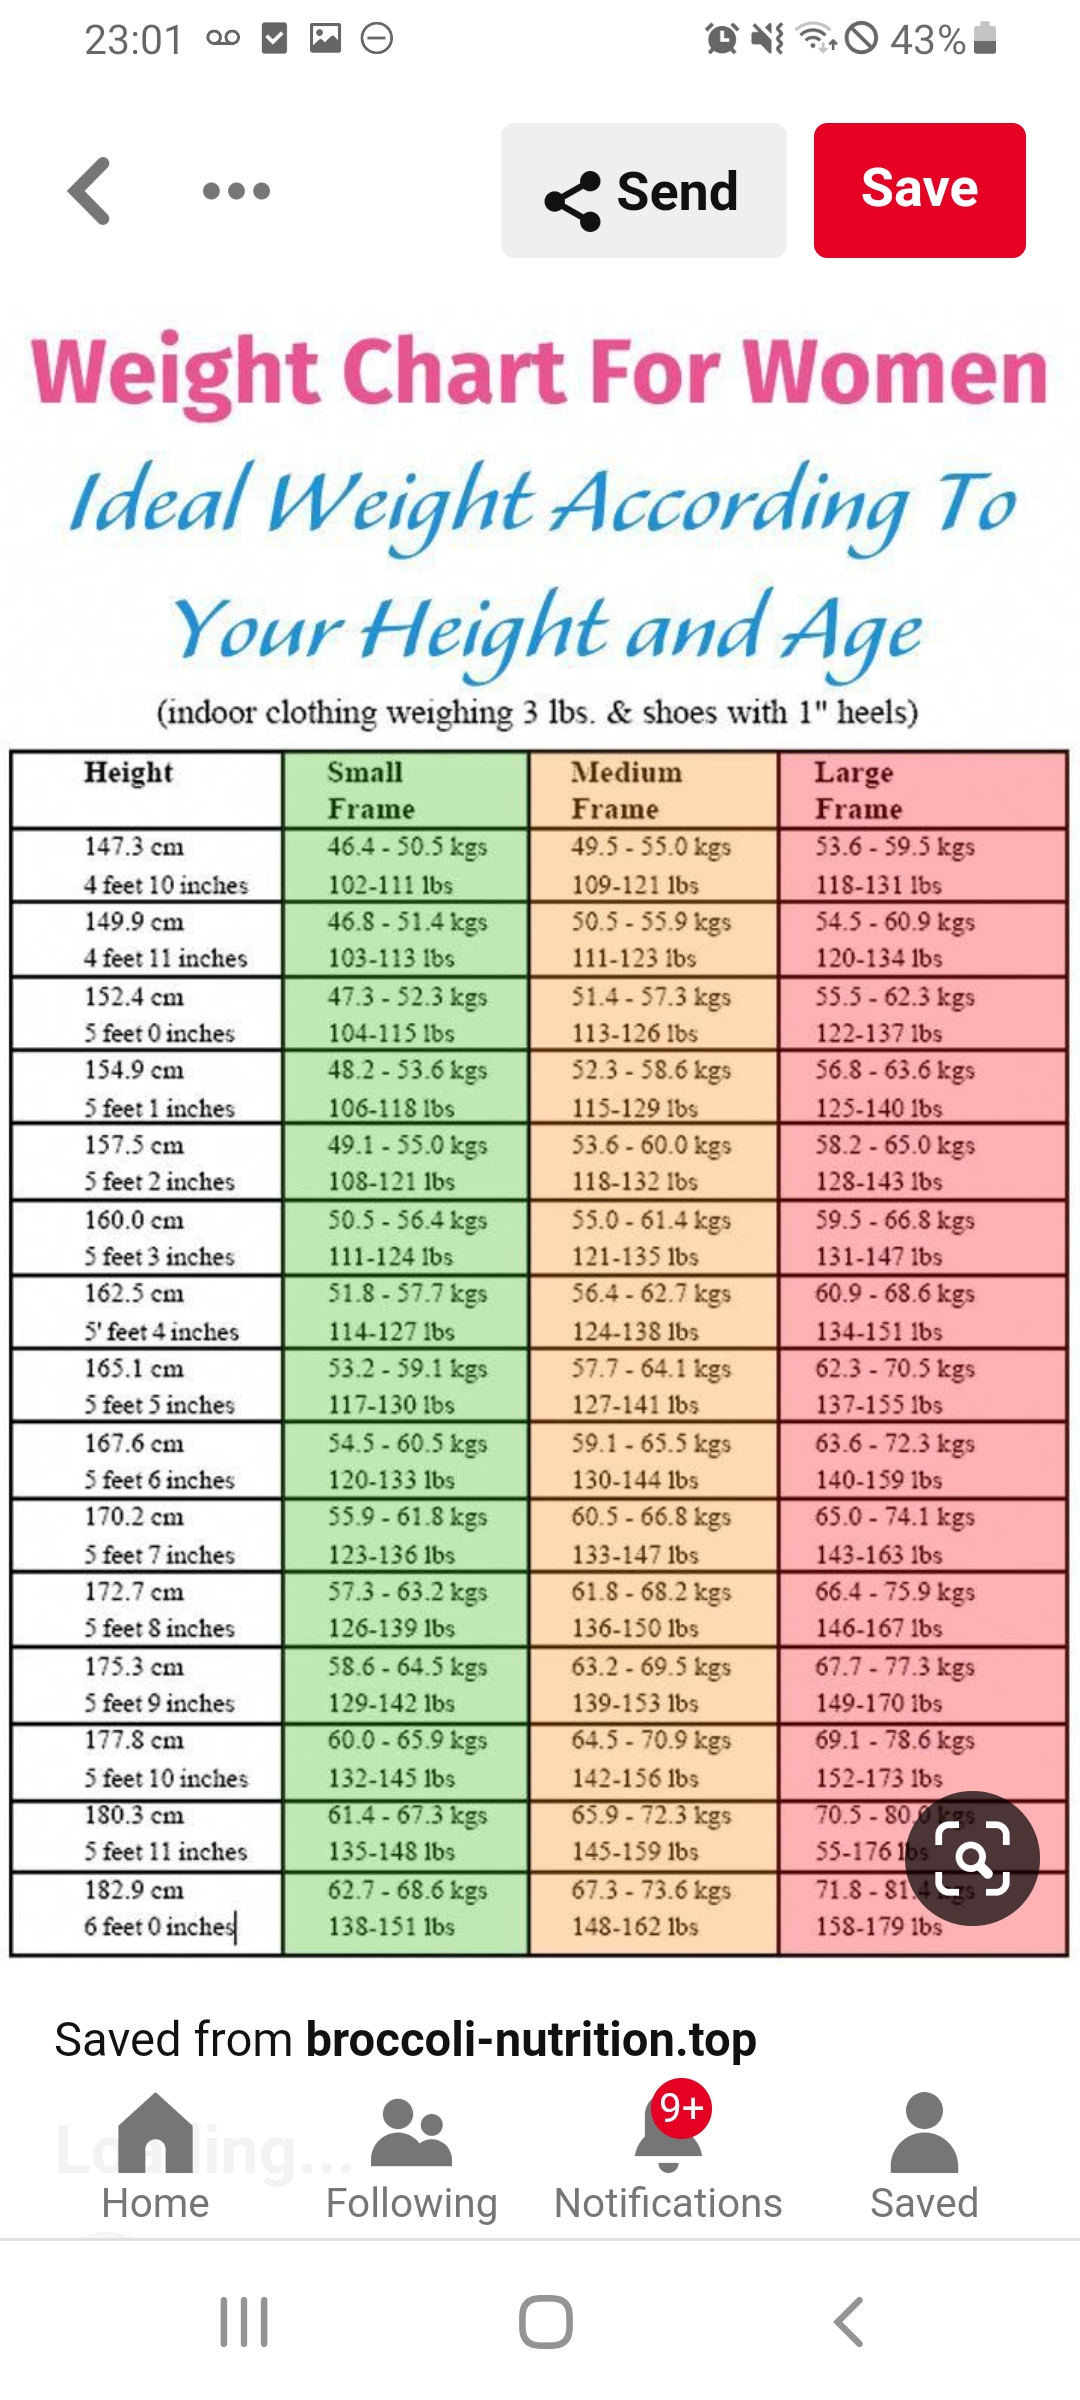 23:01
43%
Send
Save
Weight Chart For Women
Ideal Weight According To
Your Height and Age
(indoor clothing weighing 3 lbs. & shoes with 1" heels)
Height Small Frame Medium Frame Large Frame
147.3 cm 46.4 - 50.5 kgs 49.5 - 55.0 kgs 53.6 - 59.5 kgs
4 feet 10 inches 102-111 lbs 109-121 lbs 118-131 lbs
149.9 cm 46.8 - 51.4 kgs 50.5 - 55.9 kgs 54.5 - 60.9 kgs
4 feet 11 inches 103-113 lbs 111-123 lbs 120-134 lbs
152.4 cm 47.3 - 52.3 kgs 51.4 - 57.3 kgs 55.5 - 62.3 kgs
5 feet 0 inches 104-115 lbs 113-126 lbs 122-137 lbs
154.9 cm 48.2 - 53.6 kgs 52.3 - 58.6 kgs 56.8 - 63.6 kgs
5 feet 1 inches 106-118 lbs 115-129 lbs 125-140 lbs
157.5 cm 49.1 - 55.0 kgs 53.6 - 60.0 kgs 58.2 - 65.0 kgs
5 feet 2 inches 108-121 lbs 118-132 lbs 128-143 lbs
160.0 cm 50.5 - 56.4 kgs 55.0 - 61.4 kgs 59.5 - 66.8 kgs
5 feet 3 inches 111-124 lbs 121-135 lbs 131-147 lbs
162.5 cm 51.8 - 57.7 kgs 56.4 - 62.7 kgs 60.9 - 68.6 kgs
5' feet 4 inches 114-127 lbs 124-138 lbs 134-151 lbs
165.1 cm 53.2 - 59.1 kgs 57.7 - 64.1 kgs 62.3 - 70.5 kgs
5 feet 5 inches 117-130 lbs 127-141 lbs 137-155 lbs
167.6 cm 54.5 - 60.5 kgs 59.1 - 65.5 kgs 63.6 - 72.3 kgs
5 feet 6 inches 120-133 lbs 130-144 lbs 140-159 lbs
170.2 cm 55.9 - 61.8 kgs 60.5 - 66.8 kgs 65.0 - 74.1 kgs
5 feet 7 inches 123-136 lbs 133-147 lbs 143-163 lbs
172.7 cm 57.3 - 63.2 kgs 61.8 - 68.2 kgs 66.4 - 75.9 kgs
5 feet 8 inches 126-139 lbs 136-150 lbs 146-167 lbs
175.3 cm 58.6 - 64.5 kgs 63.2 - 69.5 kgs 67.7 - 77.3 kgs
5 feet 9 inches 129-142 lbs 139-153 lbs 149-170 lbs
177.8 cm 60.0 - 65.9 kgs 64.5 - 70.9 kgs 69.1 - 78.6 kgs
5 feet 10 inches 132-145 lbs 142-156 lbs 152-173 lbs
180.3 cm 61.4 - 67.3 kgs 65.9 - 72.3 kgs 70.5 - 80.0 kgs
5 feet 11 inches 135-148 lbs 145-159 lbs 55-176 lbs
182.9 cm 62.7 - 68.6 kgs 67.3 - 73.6 kgs 71.8 - 81.4 kgs
6 feet 0 inches 138-151 lbs 148-162 lbs 158-179 lbs
Saved from broccoli-nutrition.top
Loading...
9+
Home Following Notifications Saved